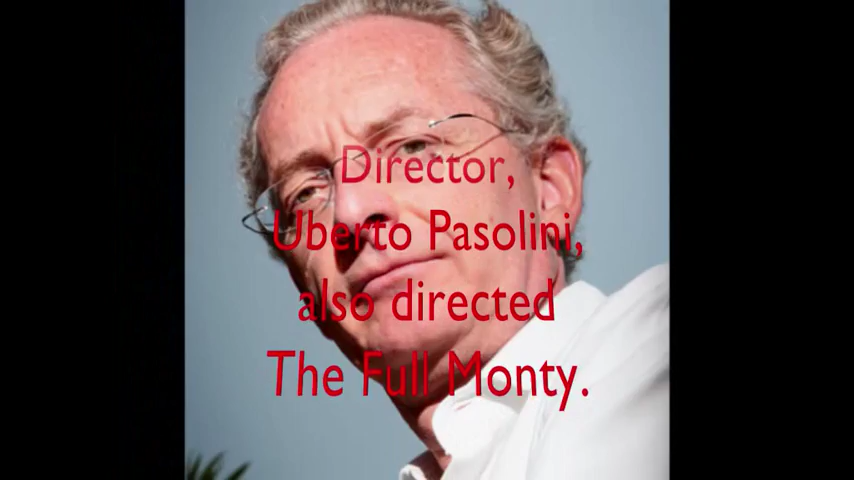 Director,
Uberto Pasolini,
also directed
The Full Monty.